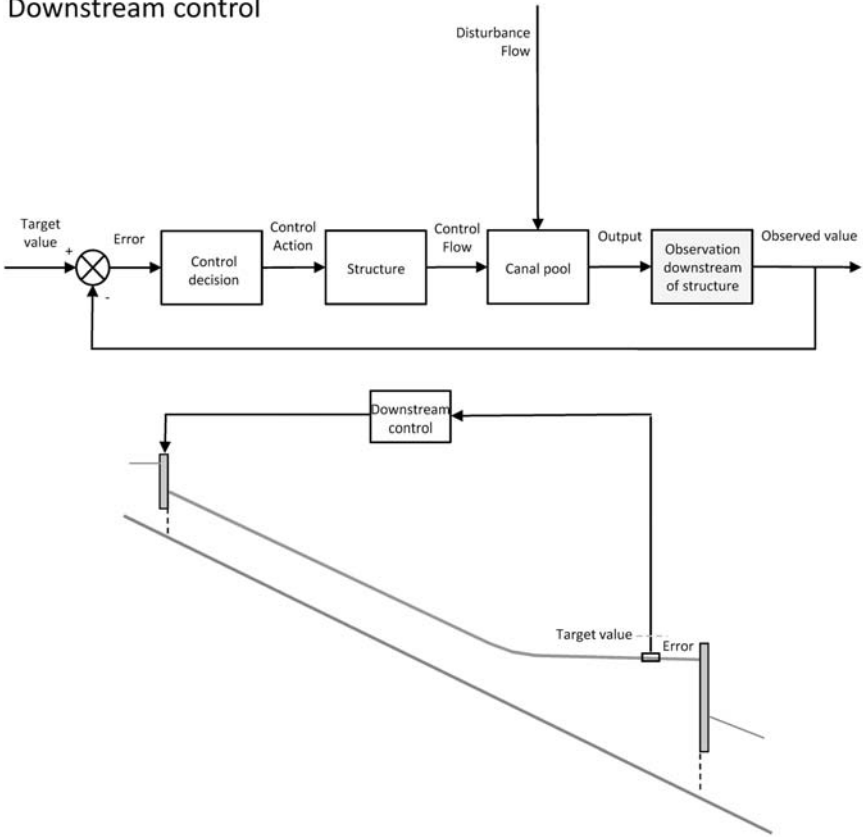 Downstream control
Disturbance
Flow
Target
value
+
-
Error
Control
decision
Control
Action
Structure
Control
Flow
Canal pool
Output
Observation
downstream
of structure
Observed value
Downstream
control
Target value
Error